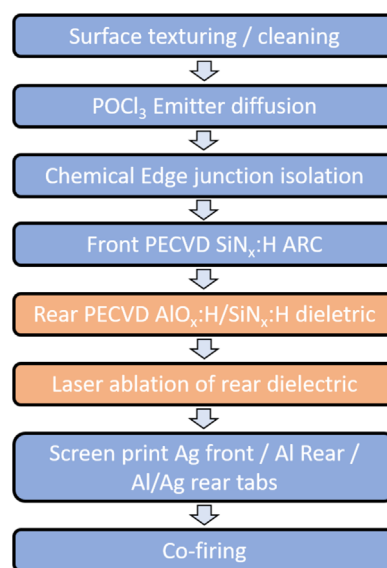 Surface texturing / cleaning
POCl₃ Emitter diffusion
Chemical Edge junction isolation
Front PECVD SiNₓ:H ARC
Rear PECVD AlOₓ:H/SiNₓ:H dieletric
Laser ablation of rear dielectric
Screen print Ag front / Al Rear /
Al/Ag rear tabs
Co-firing